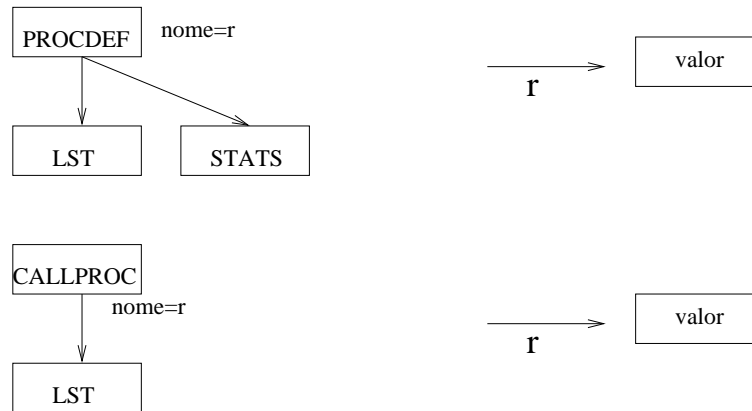 PROCDEF
nome=r
r
valor
LST
STATS
CALLPROC
nome=r
r
valor
LST